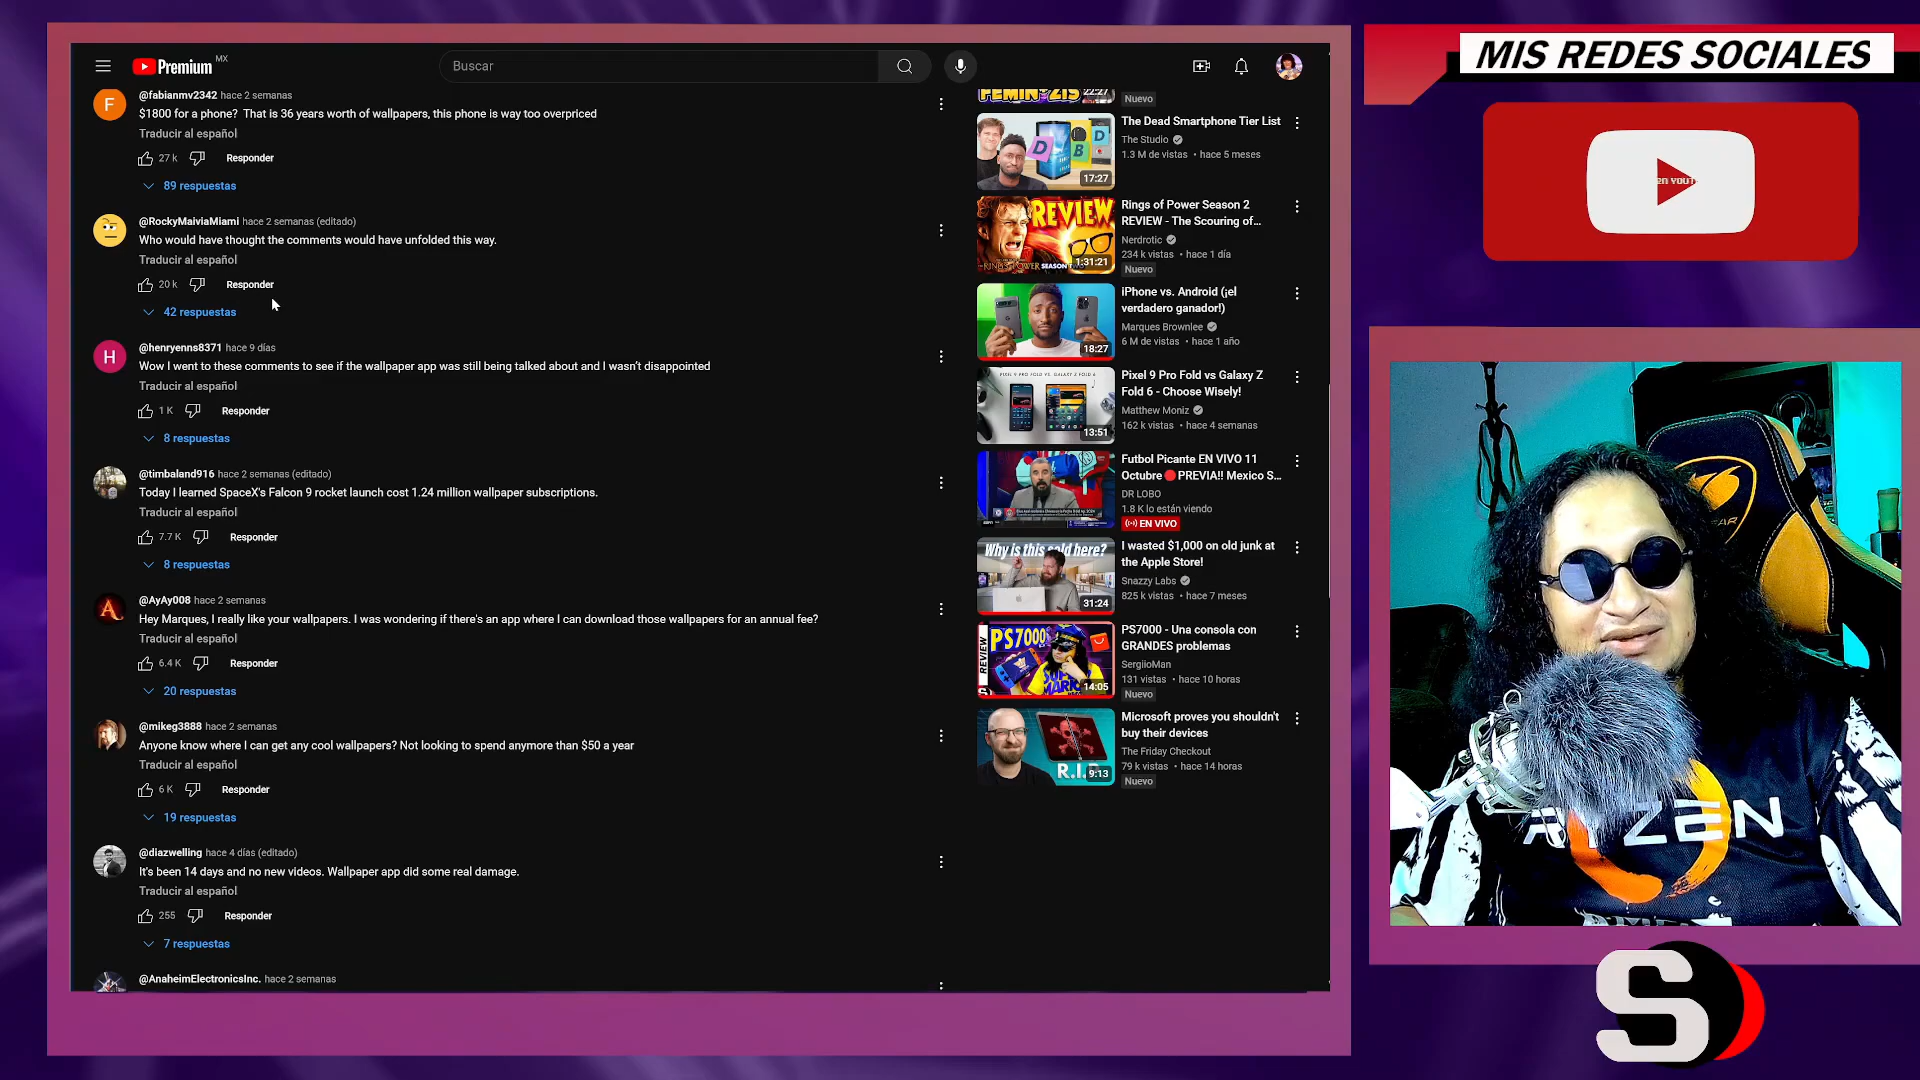 Premium MX
Buscar
@fabianmv2342 hace 2 semanas
$1800 for a phone? That is 36 years worth of wallpapers, this phone is way too overpriced
Traducir al español
27 k Responder
89 respuestas
@RockyMaiviaMiami hace 2 semanas (editado)
Who would have thought the comments would have unfolded this way.
Traducir al español
20 k Responder
42 respuestas
@henryenns8371 hace 9 días
Wow I went to these comments to see if the wallpaper app was still being talked about and I wasn't disappointed
Traducir al español
1 K Responder
8 respuestas
@timbaland916 hace 2 semanas (editado)
Today I learned SpaceX's Falcon 9 rocket launch cost 1.24 million wallpaper subscriptions.
Traducir al español
7.7 K Responder
8 respuestas
@AyAy008 hace 2 semanas
Hey Marques, I really like your wallpapers. I was wondering if there's an app where I can download those wallpapers for an annual fee?
Traducir al español
6.4 K Responder
20 respuestas
@mikeg3888 hace 2 semanas
Anyone know where I can get any cool wallpapers? Not looking to spend anymore than $50 a year
Traducir al español
6 K Responder
19 respuestas
@diazwelling hace 4 días (editado)
It's been 14 days and no new videos. Wallpaper app did some real damage.
Traducir al español
255 Responder
7 respuestas
@AnaheimElectronicsInc. hace 2 semanas
22:27
Nuevo
D
B
D
17:27
The Dead Smartphone Tier List
The Studio
1.3 M de vistas • hace 5 meses
REVIEW
1:31:21
Rings of Power Season 2
REVIEW - The Scouring of...
Nerdrotic
234 k vistas • hace 1 día
Nuevo
18:27
iPhone vs. Android (¡el
verdadero ganador!)
Marques Brownlee
6 M de vistas • hace 1 año
PIXEL 9 PRO FOLD VS. GALAXY Z FOLD 6
13:51
Pixel 9 Pro Fold vs Galaxy Z
Fold 6 - Choose Wisely!
Matthew Moniz
162 k vistas • hace 4 semanas
Futbol Picante EN VIVO 11
Octubre 🔴PREVIA!! Mexico S...
DR LOBO
1.8 K lo están viendo
EN VIVO
Why is this sold here?
31:24
I wasted $1,000 on old junk at
the Apple Store!
Snazzy Labs
825 k vistas • hace 7 meses
REVIEW
PS7000
14:05
PS7000 - Una consola con
GRANDES problemas
SergiioMan
131 vistas • hace 10 horas
Nuevo
R.I.P
9:13
Microsoft proves you shouldn't
buy their devices
The Friday Checkout
79 k vistas • hace 14 horas
Nuevo
MIS REDES SOCIALES
RYZEN
S